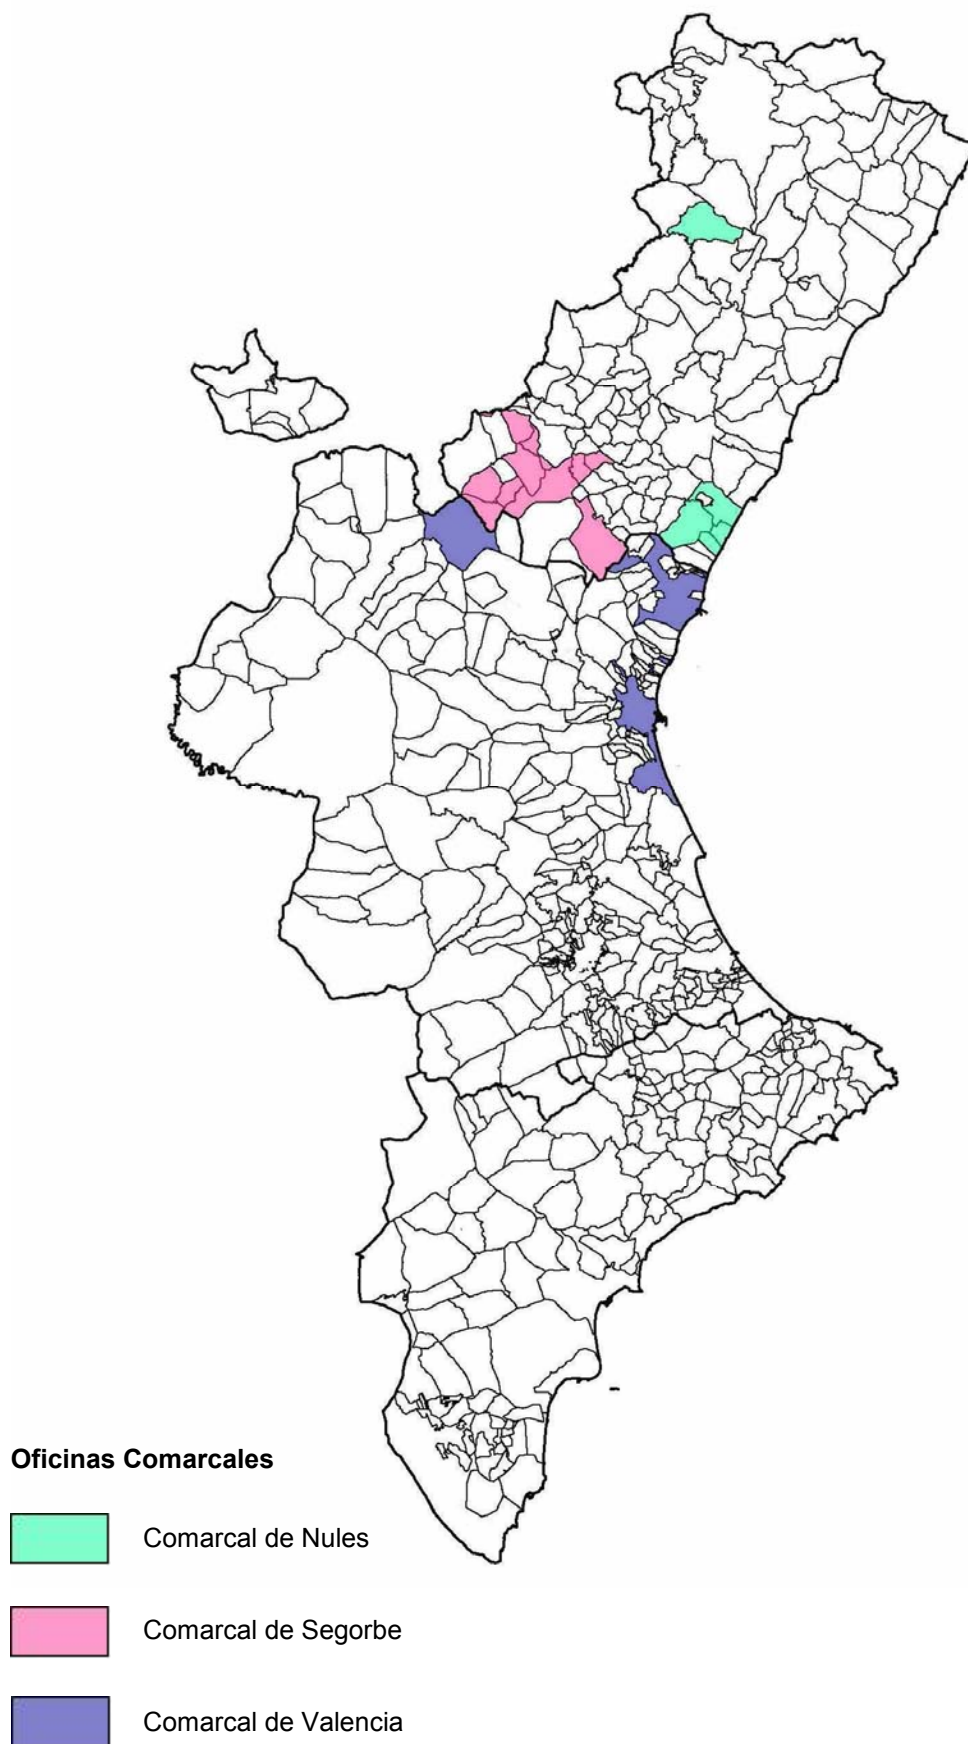 Oficinas Comarcales
Comarcal de Nules
Comarcal de Segorbe
Comarcal de Valencia